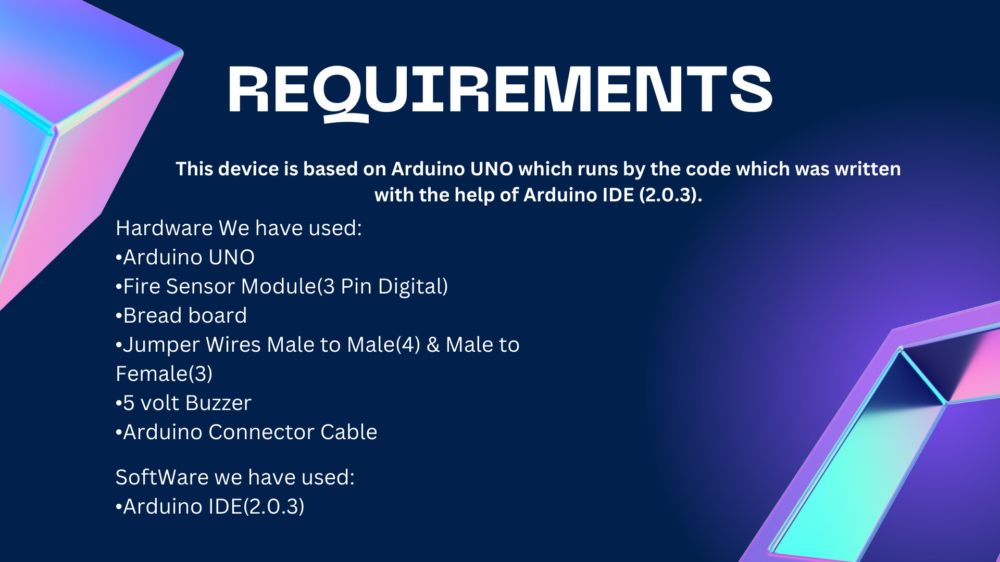 REQUIREMENTS
This device is based on Arduino UNO which runs by the code which was written
with the help of Arduino IDE (2.0.3).
Hardware We have used:
•Arduino UNO
•Fire Sensor Module(3 Pin Digital)
•Bread board
•Jumper Wires Male to Male(4) & Male to
Female(3)
•5 volt Buzzer
•Arduino Connector Cable
SoftWare we have used:
•Arduino IDE(2.0.3)